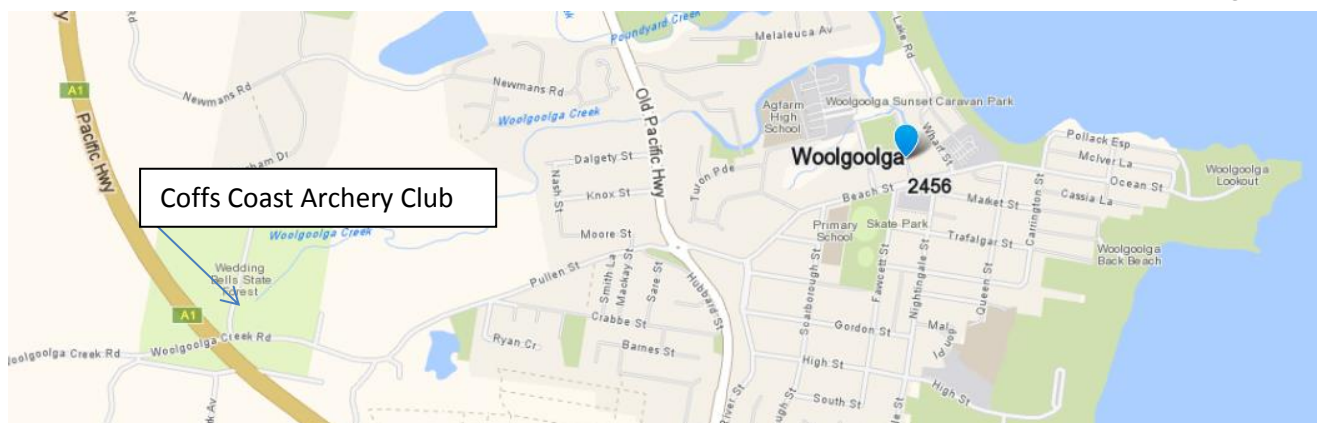 Poundyard Creek
Melaleuca Av
Lake Rd
A1
Pacific Hwy
Newmans Rd
Newmans Rd
Old Pacific Hwy
Woolgoolga Creek
Agfarm
High
School
Woolgoolga Sunset Caravan Park
Wharf St
Pollack Esp
McIver La
Ocean St
Woolgoolga
Lookout
Woolgoolga
2456
Dalgety St
Nash St
Knox St
Turon Pde
Beach St
Market St
Cassia La
Carrington St
Coffs Coast Archery Club
Woolgoolga Creek
Moore St
Primary
School
Skate Park
Trafalgar St
Woolgoolga
Back Beach
Wedding
Bells State
Forest
Pullen St
Smith La
Mackay St
Sare St
Hubbard St
Scarborough St
Fawcett St
Nightingale St
Queen St
A1
Crabbe St
Gordon St
Woolgoolga Creek Rd
Ryan Cr
Barnes St
High St
High St
South St
River St